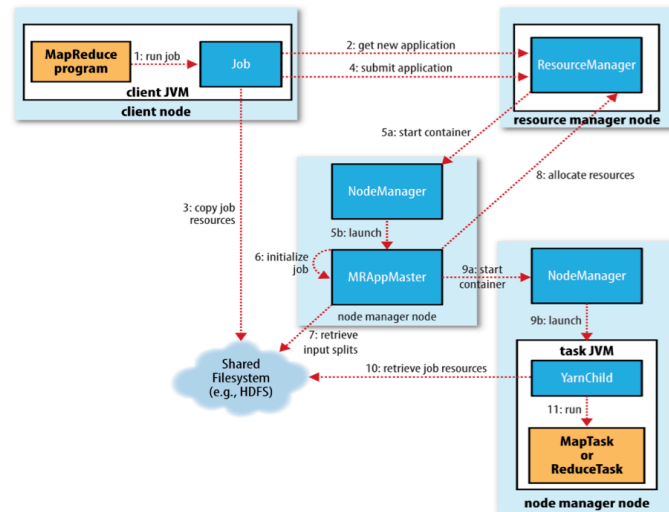 MapReduce
program
1: run job
Job
client JVM
client node
2: get new application
4: submit application
ResourceManager
resource manager node
5a: start container
8: allocate resources
3: copy job
resources
NodeManager
5b: launch
6: initialize
job
MRAppMaster
node manager node
9a: start
container
NodeManager
9b: launch
7: retrieve
input splits
Shared
Filesystem
(e.g., HDFS)
10: retrieve job resources
task JVM
YarnChild
11: run
MapTask
or
ReduceTask
node manager node